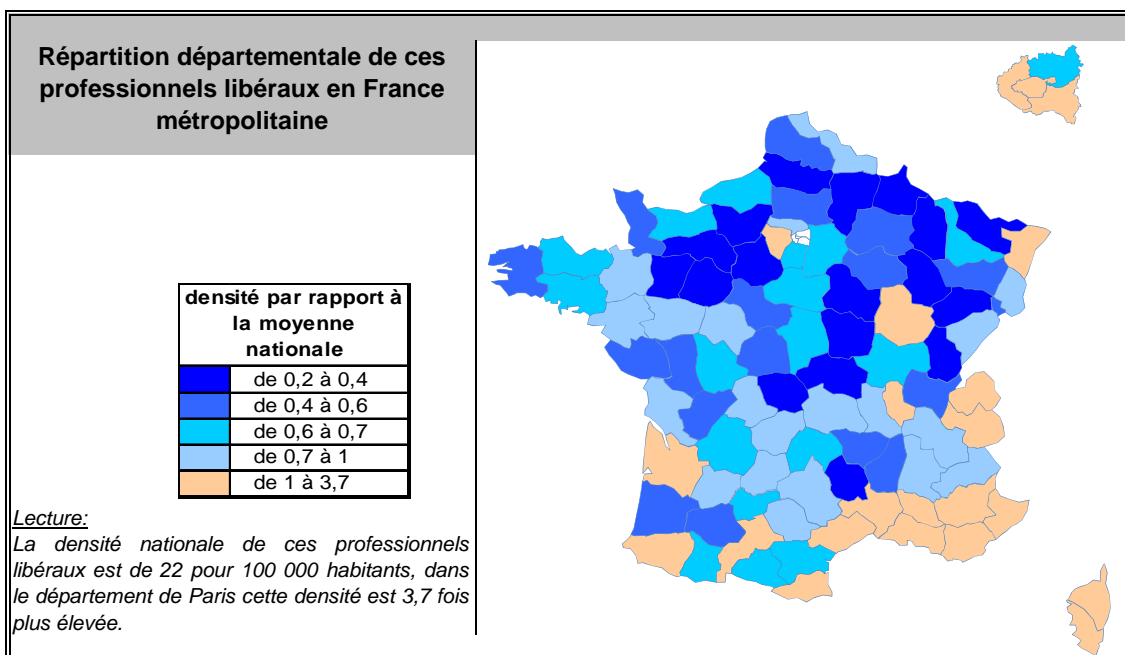 Répartition départementale de ces
professionnels libéraux en France
métropolitaine
densité par rapport à
la moyenne
nationale
de 0,2 à 0,4
de 0,4 à 0,6
de 0,6 à 0,7
de 0,7 à 1
de 1 à 3,7
Lecture:
La densité nationale de ces professionnels
libéraux est de 22 pour 100 000 habitants, dans
le département de Paris cette densité est 3,7 fois
plus élevée.